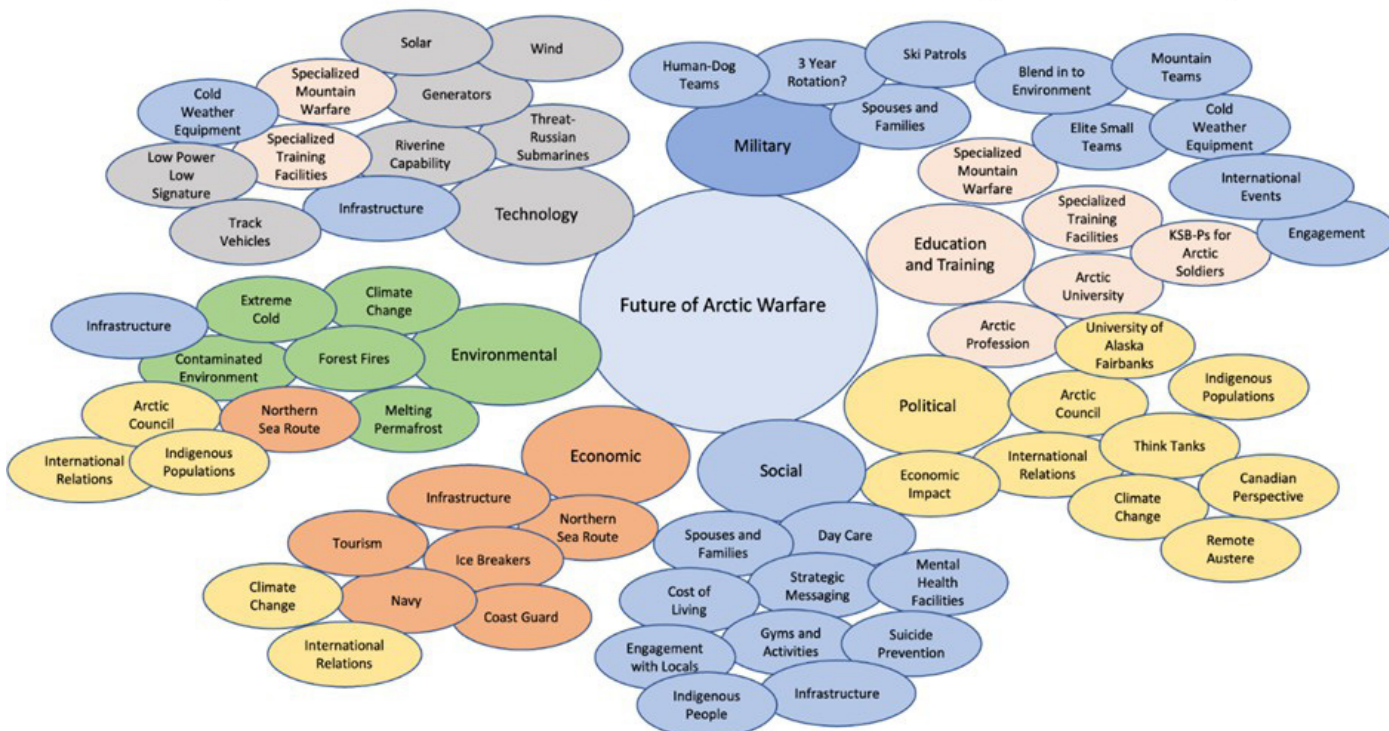 Future of Arctic Warfare
Technology
Solar
Wind
Specialized
Mountain
Warfare
Generators
Cold
Weather
Equipment
Threat-
Russian
Submarines
Specialized
Training
Facilities
Riverine
Capability
Low Power
Low
Signature
Infrastructure
Track
Vehicles
Military
Human-Dog
Teams
3 Year
Rotation?
Ski Patrols
Spouses and
Families
Blend in to
Environment
Mountain
Teams
Elite Small
Teams
Cold
Weather
Equipment
International
Events
Engagement
Education
and Training
Specialized
Mountain
Warfare
Specialized
Training
Facilities
KSB-Ps for
Arctic
Soldiers
Arctic
University
Arctic
Profession
Political
University of
Alaska
Fairbanks
Indigenous
Populations
Arctic
Council
Think Tanks
International
Relations
Economic
Impact
Climate
Change
Canadian
Perspective
Remote
Austere
Social
Spouses and
Families
Day Care
Cost of
Living
Strategic
Messaging
Mental
Health
Facilities
Engagement
with Locals
Gyms and
Activities
Suicide
Prevention
Indigenous
People
Infrastructure
Economic
Infrastructure
Northern
Sea Route
Tourism
Ice Breakers
Climate
Change
Navy
Coast Guard
International
Relations
Environmental
Climate
Change
Extreme
Cold
Infrastructure
Forest Fires
Contaminated
Environment
Melting
Permafrost
Northern
Sea Route
Arctic
Council
Indigenous
Populations
International
Relations